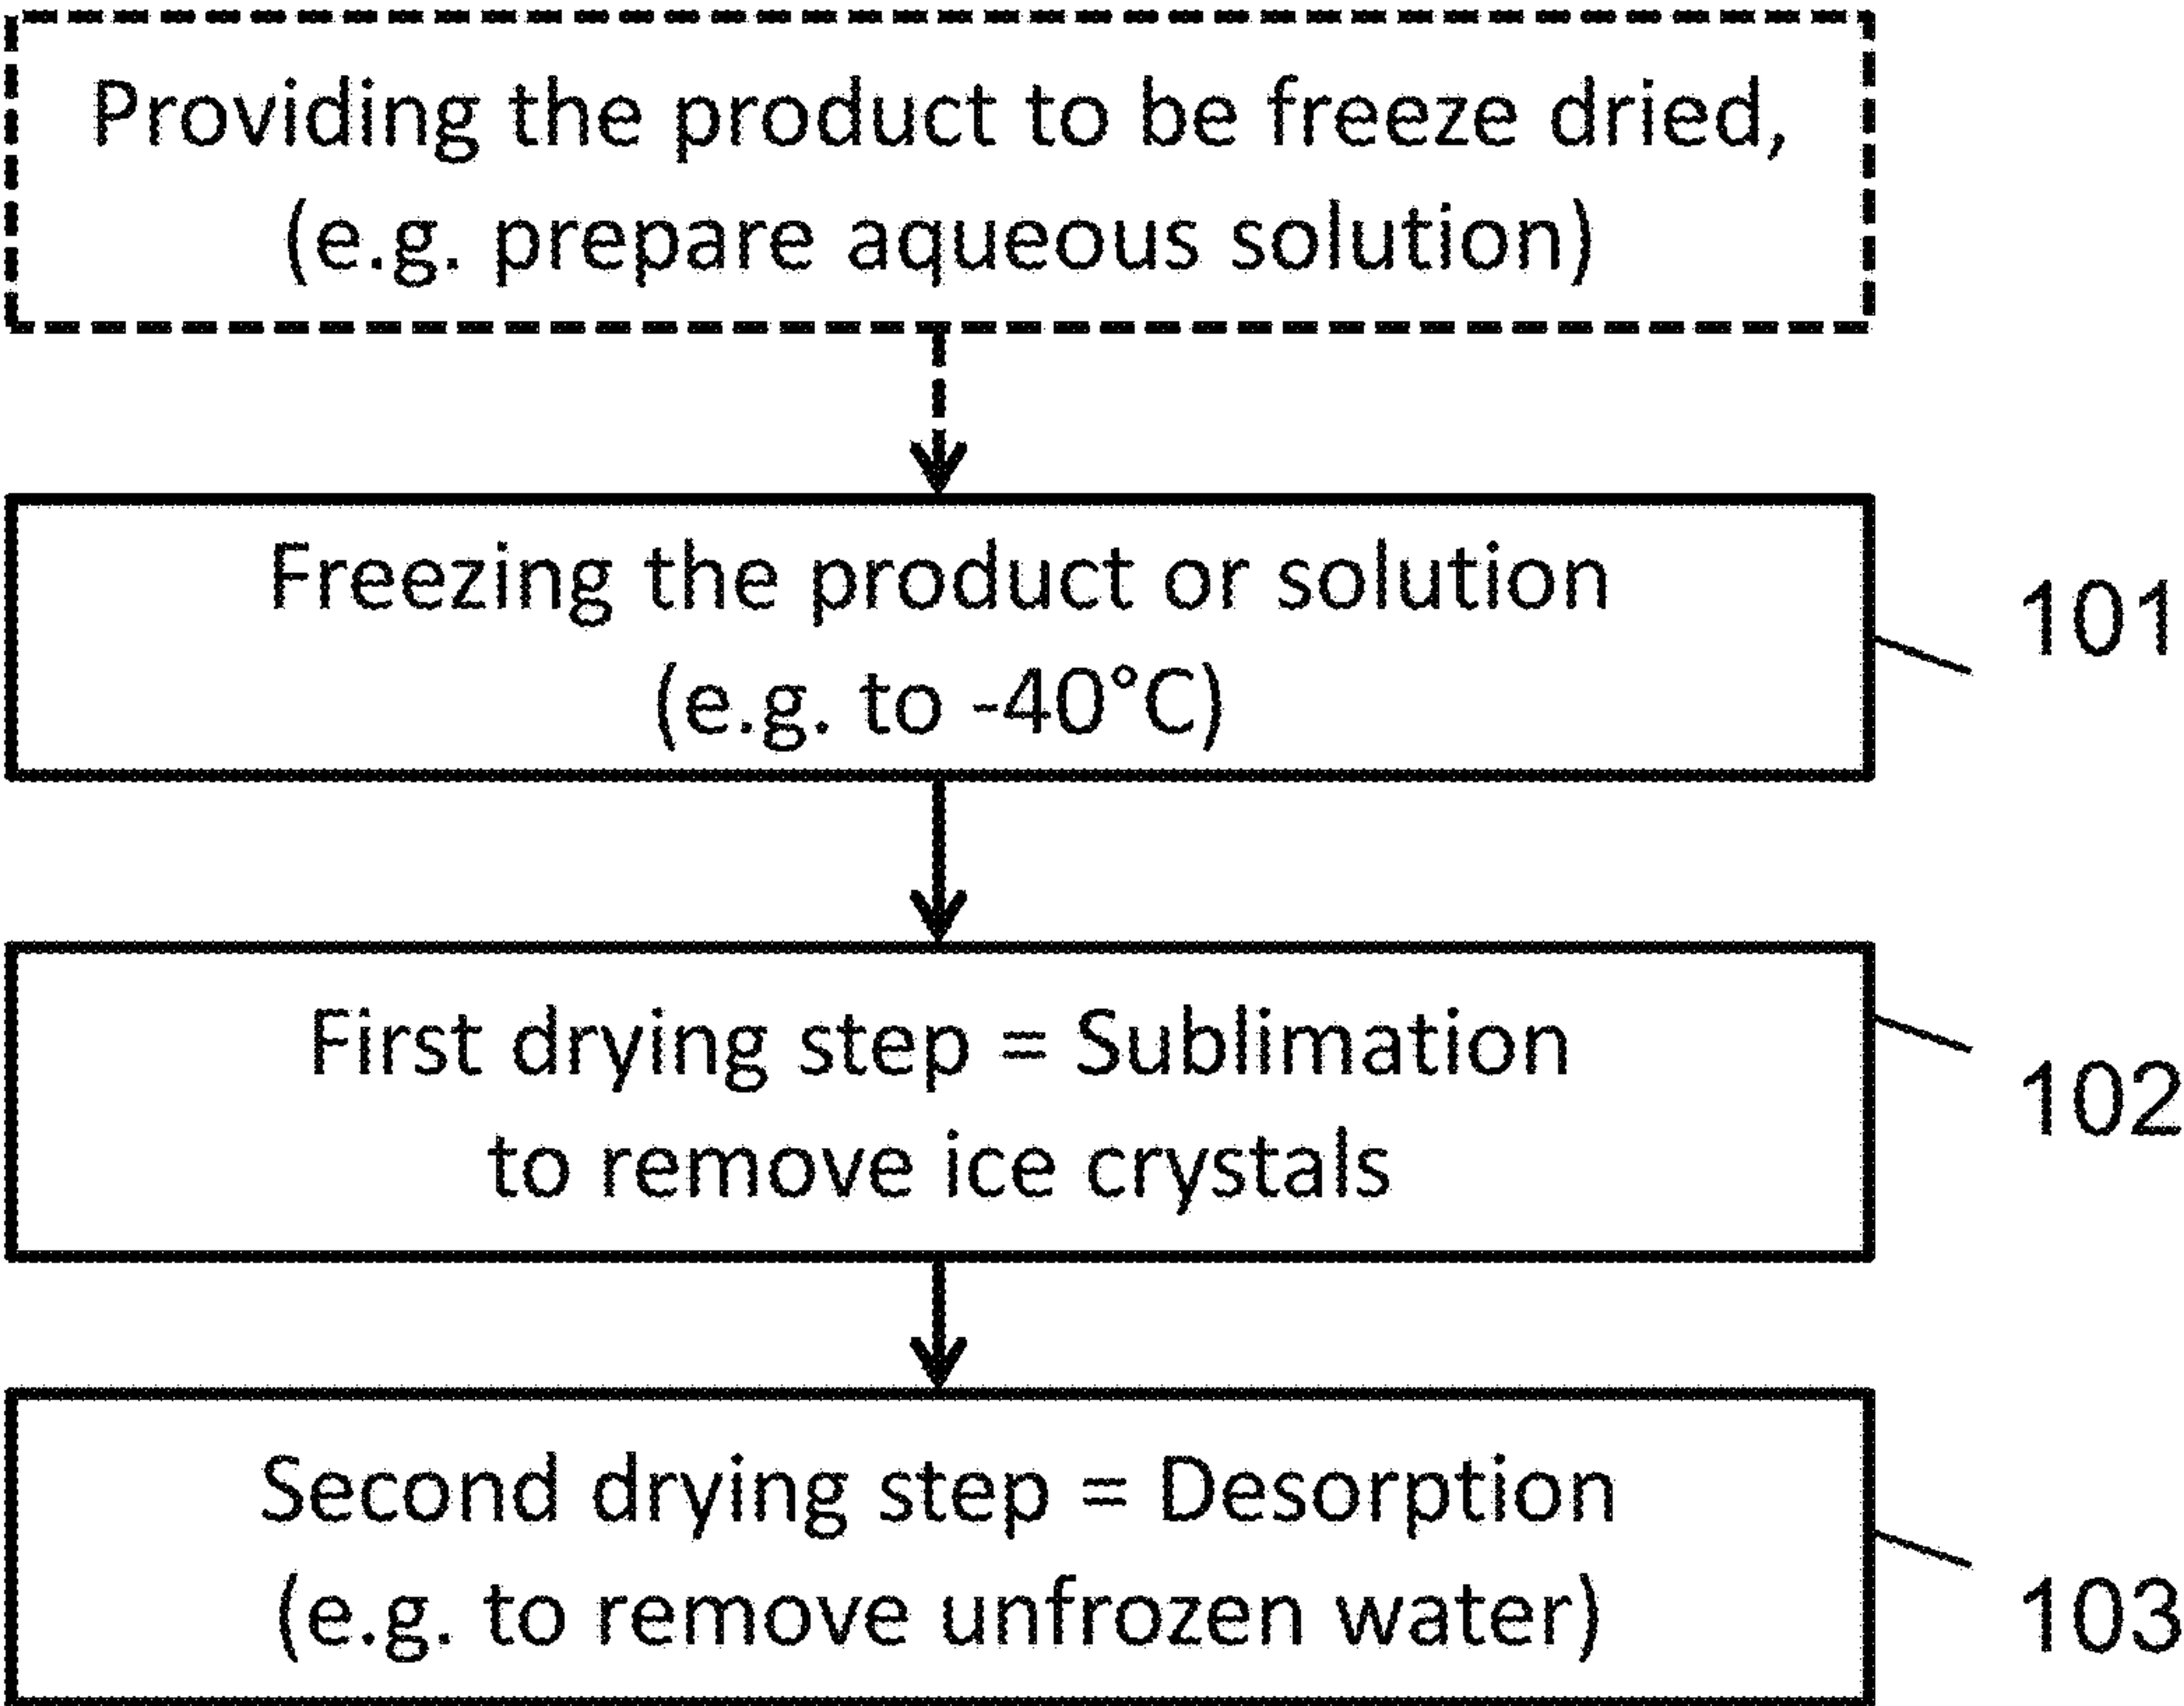 Providing the product to be freeze dried,
(e.g. prepare aqueous solution)
Freezing the product or solution
(e.g. to -40°C)
101
First drying step = Sublimation
to remove ice crystals
102
Second drying step = Desorption
(e.g. to remove unfrozen water)
103